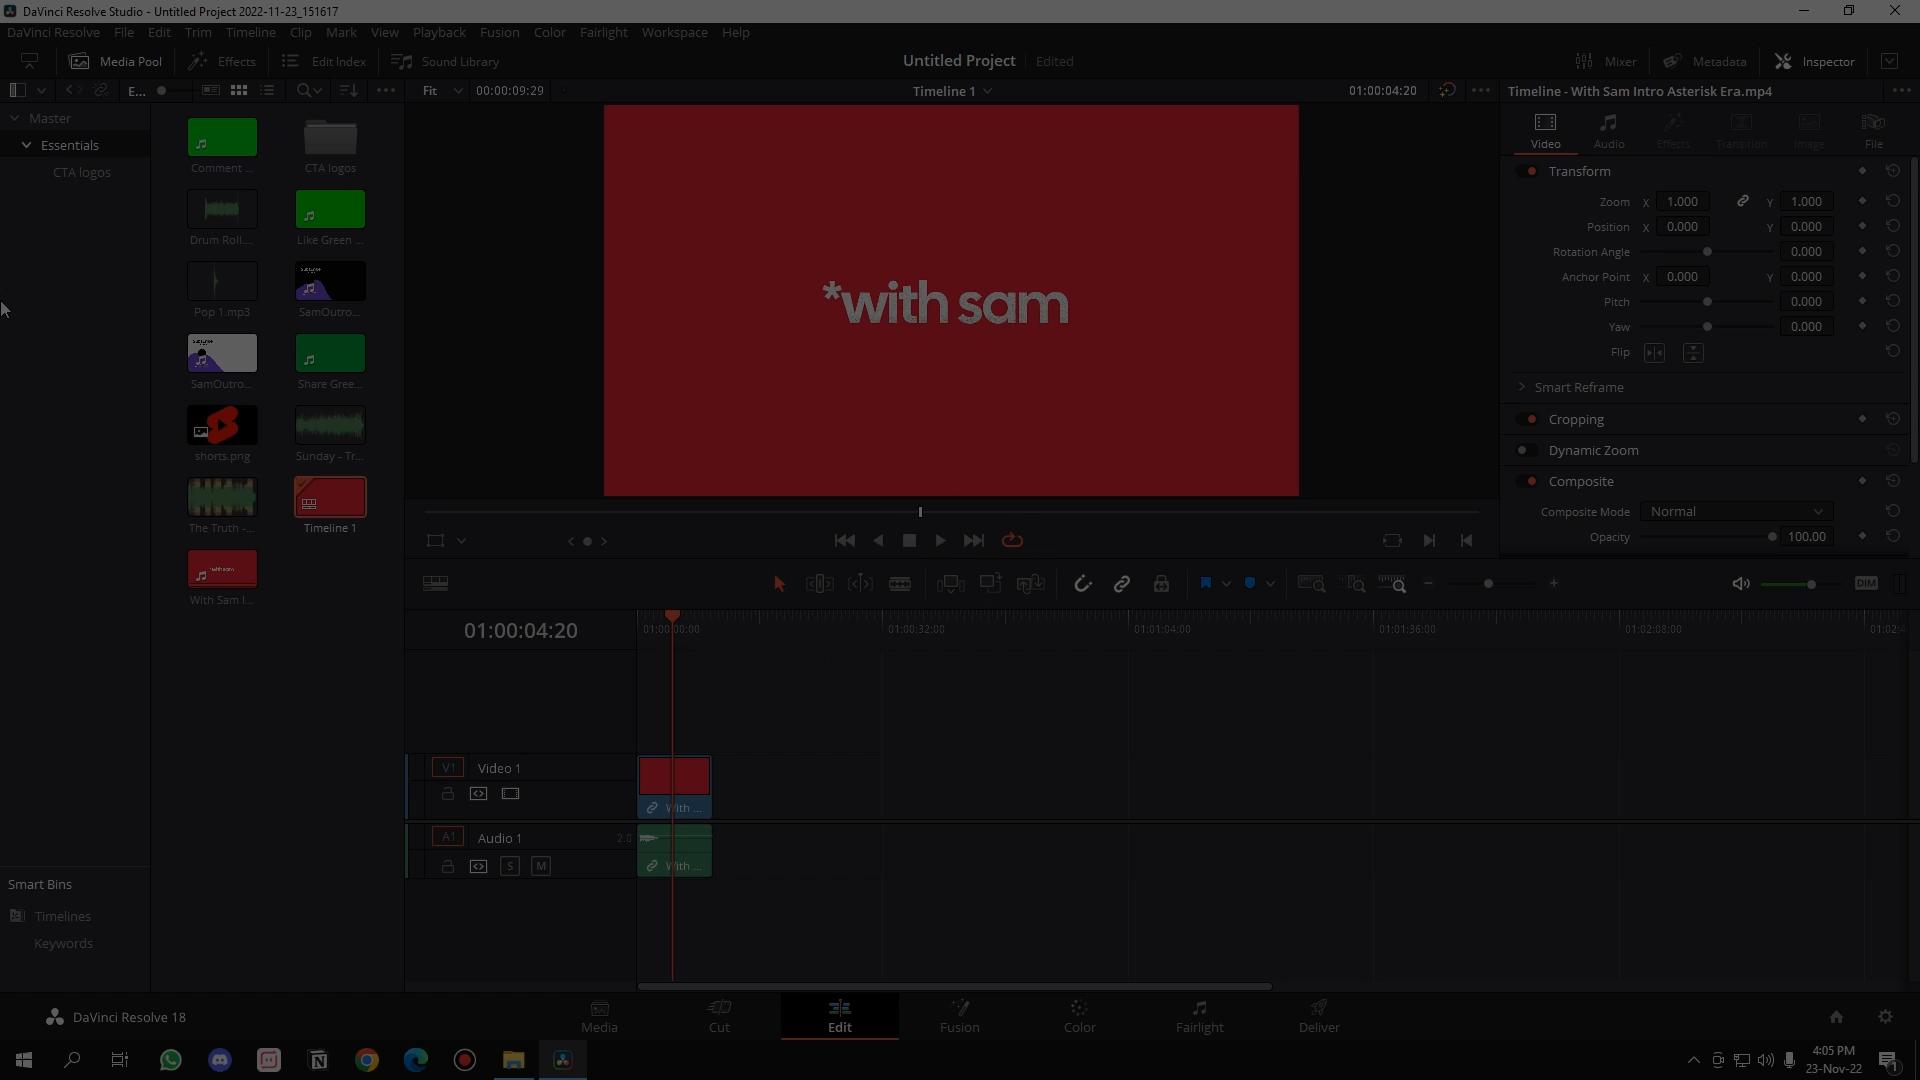 DaVinci Resolve Studio - Untitled Project 2022-11-23_151617
DaVinci Resolve File Edit Trim Timeline Clip Mark View Playback Fusion Color Fairlight Workspace Help
Media Pool Effects Edit Index Sound Library Untitled Project Edited Mixer Metadata Inspector
E... Fit 00:00:09:29 Timeline 1 01:00:04:20 Timeline - With Sam Intro Asterisk Era.mp4
Master
Essentials
CTA logos
Comment ... CTA logos
Drum Roll... Like Green ...
Pop 1.mp3 SamOutro...
SamOutro... Share Gree...
shorts.png Sunday - Tr...
The Truth -... Timeline 1
With Sam I...
*with sam
Video Audio Effects Transition Image File
Transform
Zoom X 1.000 Y 1.000
Position X 0.000 Y 0.000
Rotation Angle 0.000
Anchor Point X 0.000 Y 0.000
Pitch 0.000
Yaw 0.000
Flip
Smart Reframe
Cropping
Dynamic Zoom
Composite
Composite Mode Normal
Opacity 100.00
DIM
01:00:04:20 01:00:00:00 01:00:32:00 01:01:04:00 01:01:36:00 01:02:08:00
V1 Video 1
With ...
A1 Audio 1 2.0
S M With ...
Smart Bins
Timelines
Keywords
DaVinci Resolve 18
Media Cut Edit Fusion Color Fairlight Deliver
4:05 PM
23-Nov-22
1